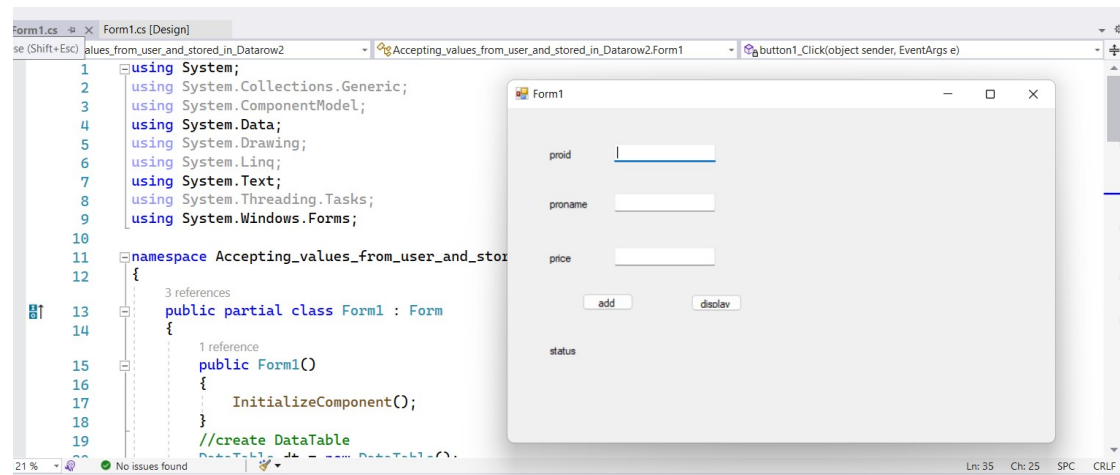 Form1.cs Form1.cs [Design]
se (Shift+Esc) alues_from_user_and_stored_in_Datarow2 Accepting_values_from_user_and_stored_in_Datarow2.Form1 button1_Click(object sender, EventArgs e)
1 using System;
2 using System.Collections.Generic;
3 using System.ComponentModel;
4 using System.Data;
5 using System.Drawing;
6 using System.Linq;
7 using System.Text;
8 using System.Threading.Tasks;
9 using System.Windows.Forms;
10
11 namespace Accepting_values_from_user_and_stor
12 {
3 references
13 public partial class Form1 : Form
14 {
1 reference
15 public Form1()
16 {
17 InitializeComponent();
18 }
19 //create DataTable
20 DataTable dt = new DataTable();
Form1
proid
proname
price
add display
status
21 % No issues found Ln: 35 Ch: 25 SPC CRLF